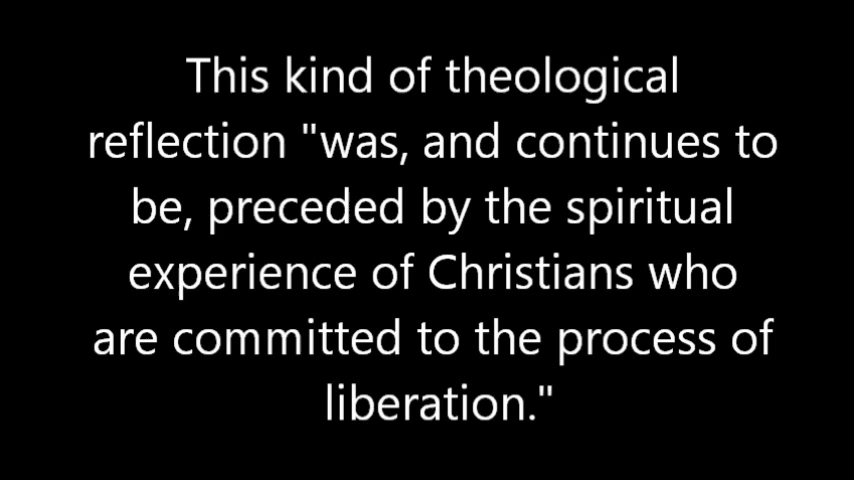 This kind of theological
reflection "was, and continues to
be, preceded by the spiritual
experience of Christians who
are committed to the process of
liberation."